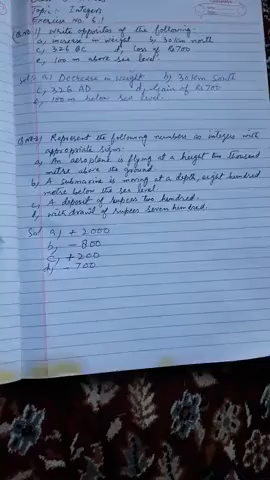 Topic:- Integers
Exercise No. 6.1
Q.No 1) Write opposites of the following:
a, increase in weight b, 30 km north
c, 326 BC d, Loss of Rs 700
e, 100 m above sea level.
Sol: a) Decrease in weight b) 30 km South
c, 326 AD d, Gain of Rs 700
e, 100 m below sea level.
Q.No 2) Represent the following numbers as integers with
appropriate sign:
a, An aeroplane is flying at a height two thousand
metre above the ground
b, A submarine is moving at a depth, eight hundred
metre below the sea level
c, A deposit of rupees two hundred.
d, withdrawl of rupees seven hundred.
Sol a, + 2000
b, - 800
c, + 200
d, - 700